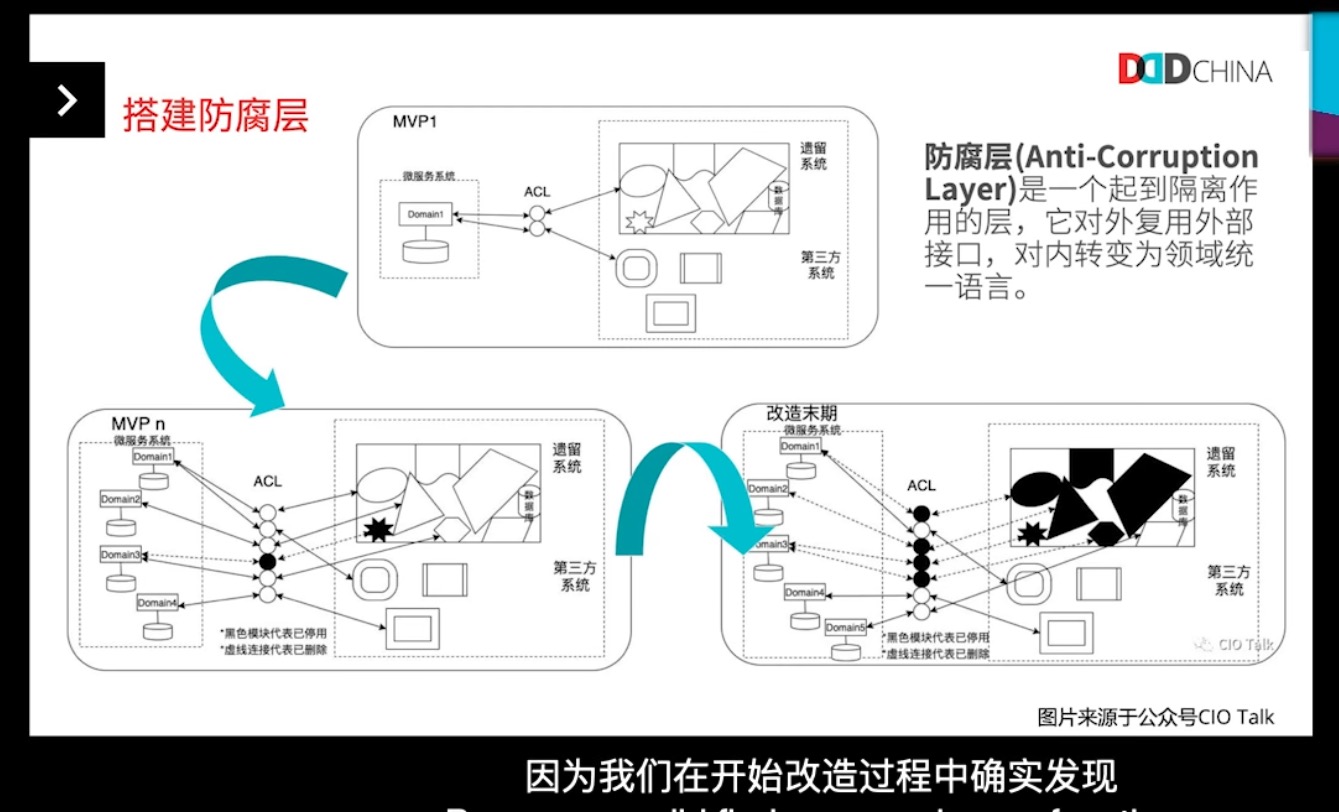 DDDCHINA
搭建防腐层
MVP1
微服务系统
Domain1
ACL
遗留
系统
数
据
库
第三方
系统
防腐层(Anti-Corruption
Layer)是一个起到隔离作
用的层，它对外复用外部
接口，对内转变为领域统
一语言。
MVP n
微服务系统
Domain1
Domain2
Domain3
Domain4
ACL
遗留
系统
数
据
库
第三方
系统
*黑色模块代表已停用
*虚线连接代表已删除
改造末期
微服务系统
Domain1
Domain2
omain3
Domain4
Domain5
ACL
遗留
系统
数
据
库
第三方
系统
*黑色模块代表已停用
*虚线连接代表已删除
CIO Talk
图片来源于公众号CIO Talk
因为我们在开始改造过程中确实发现